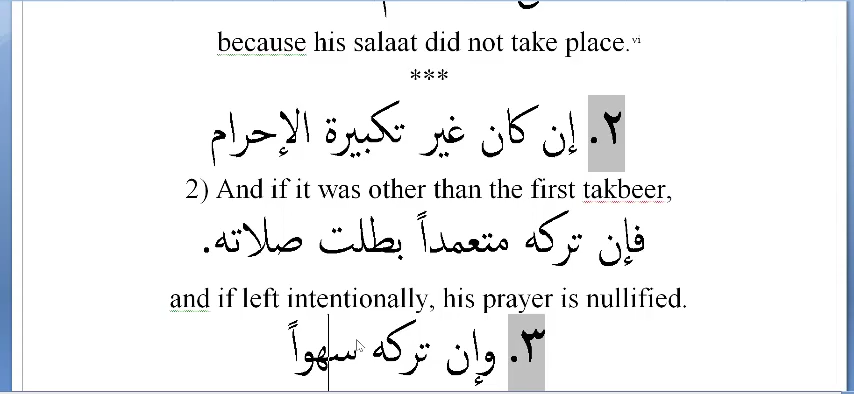 because his salaat did not take place.vi
***
٢. إن كان غير تكبيرة الإحرام
2) And if it was other than the first takbeer,
فإن تركه متعمداً بطلت صلاته.
and if left intentionally, his prayer is nullified.
٣. وإن تركه سهواً